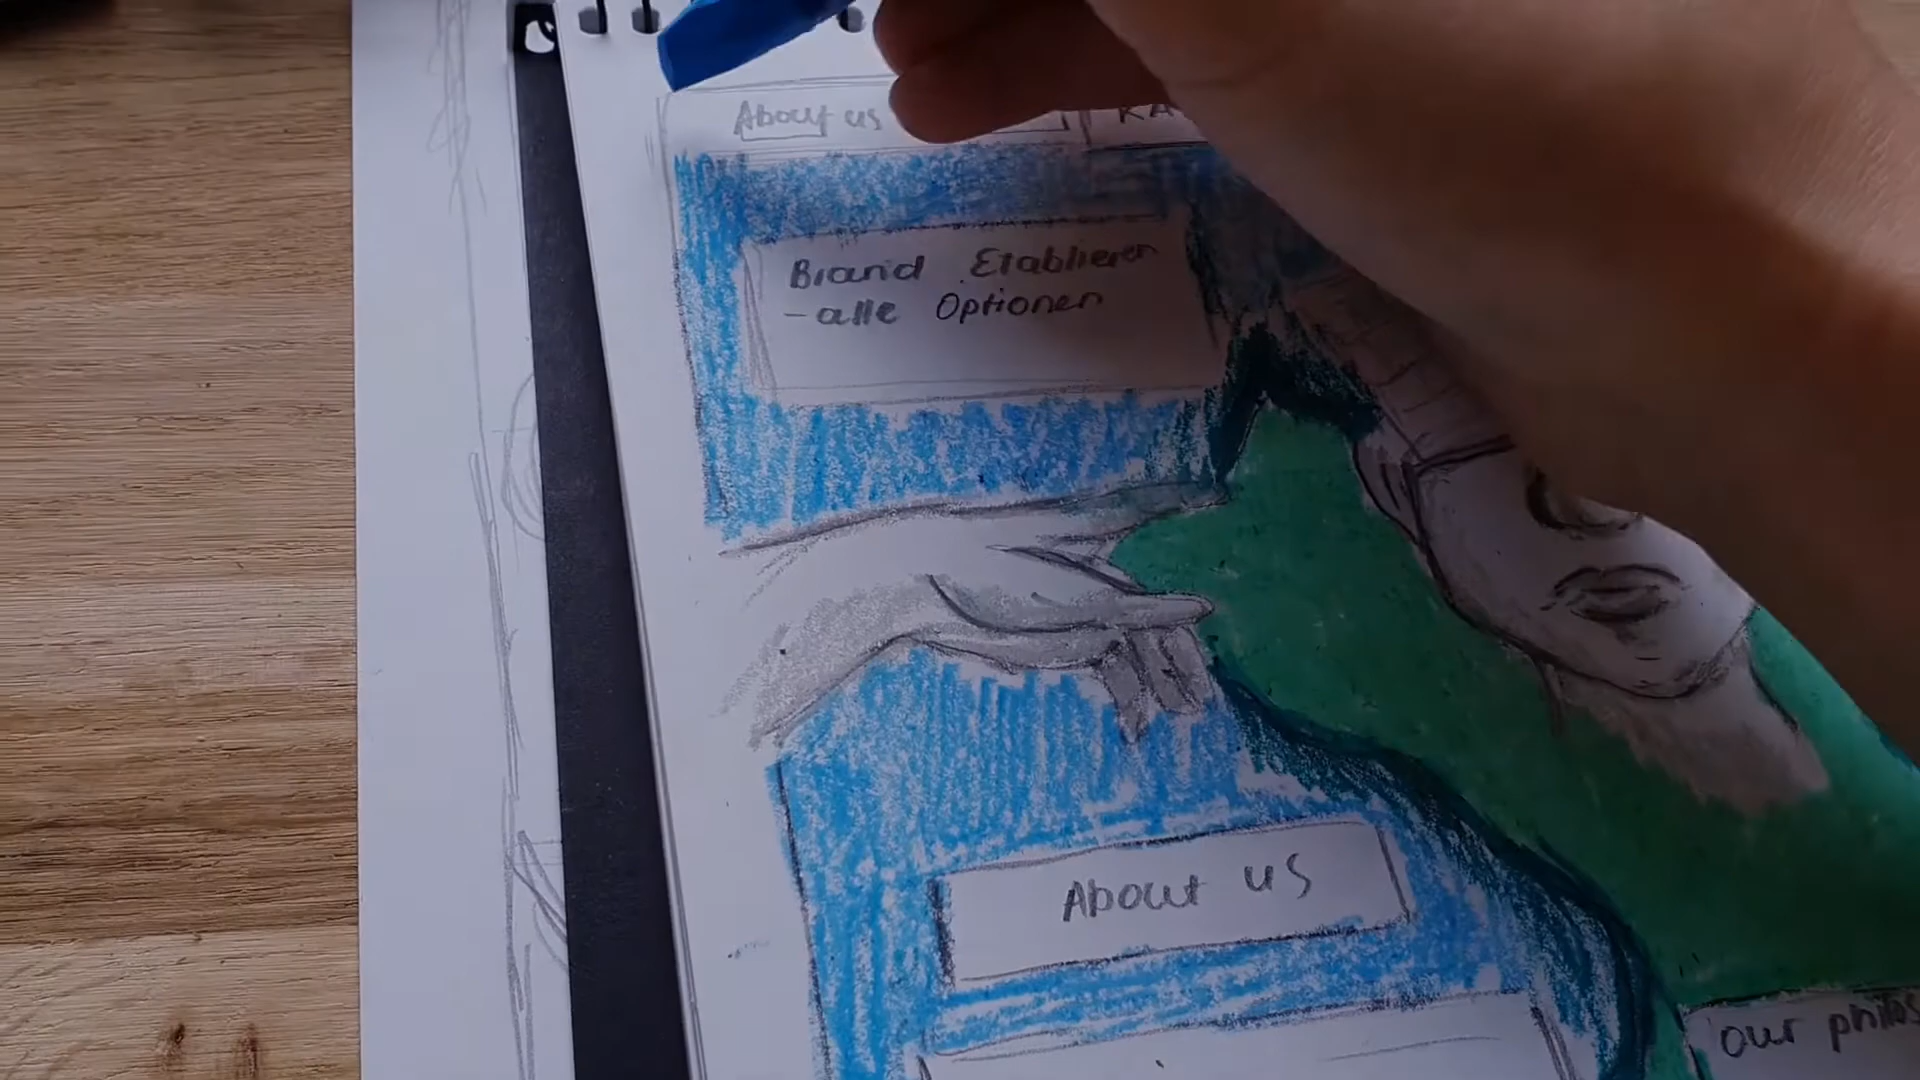 About us
Brand Etablieren
-alle Optionen
About us
our